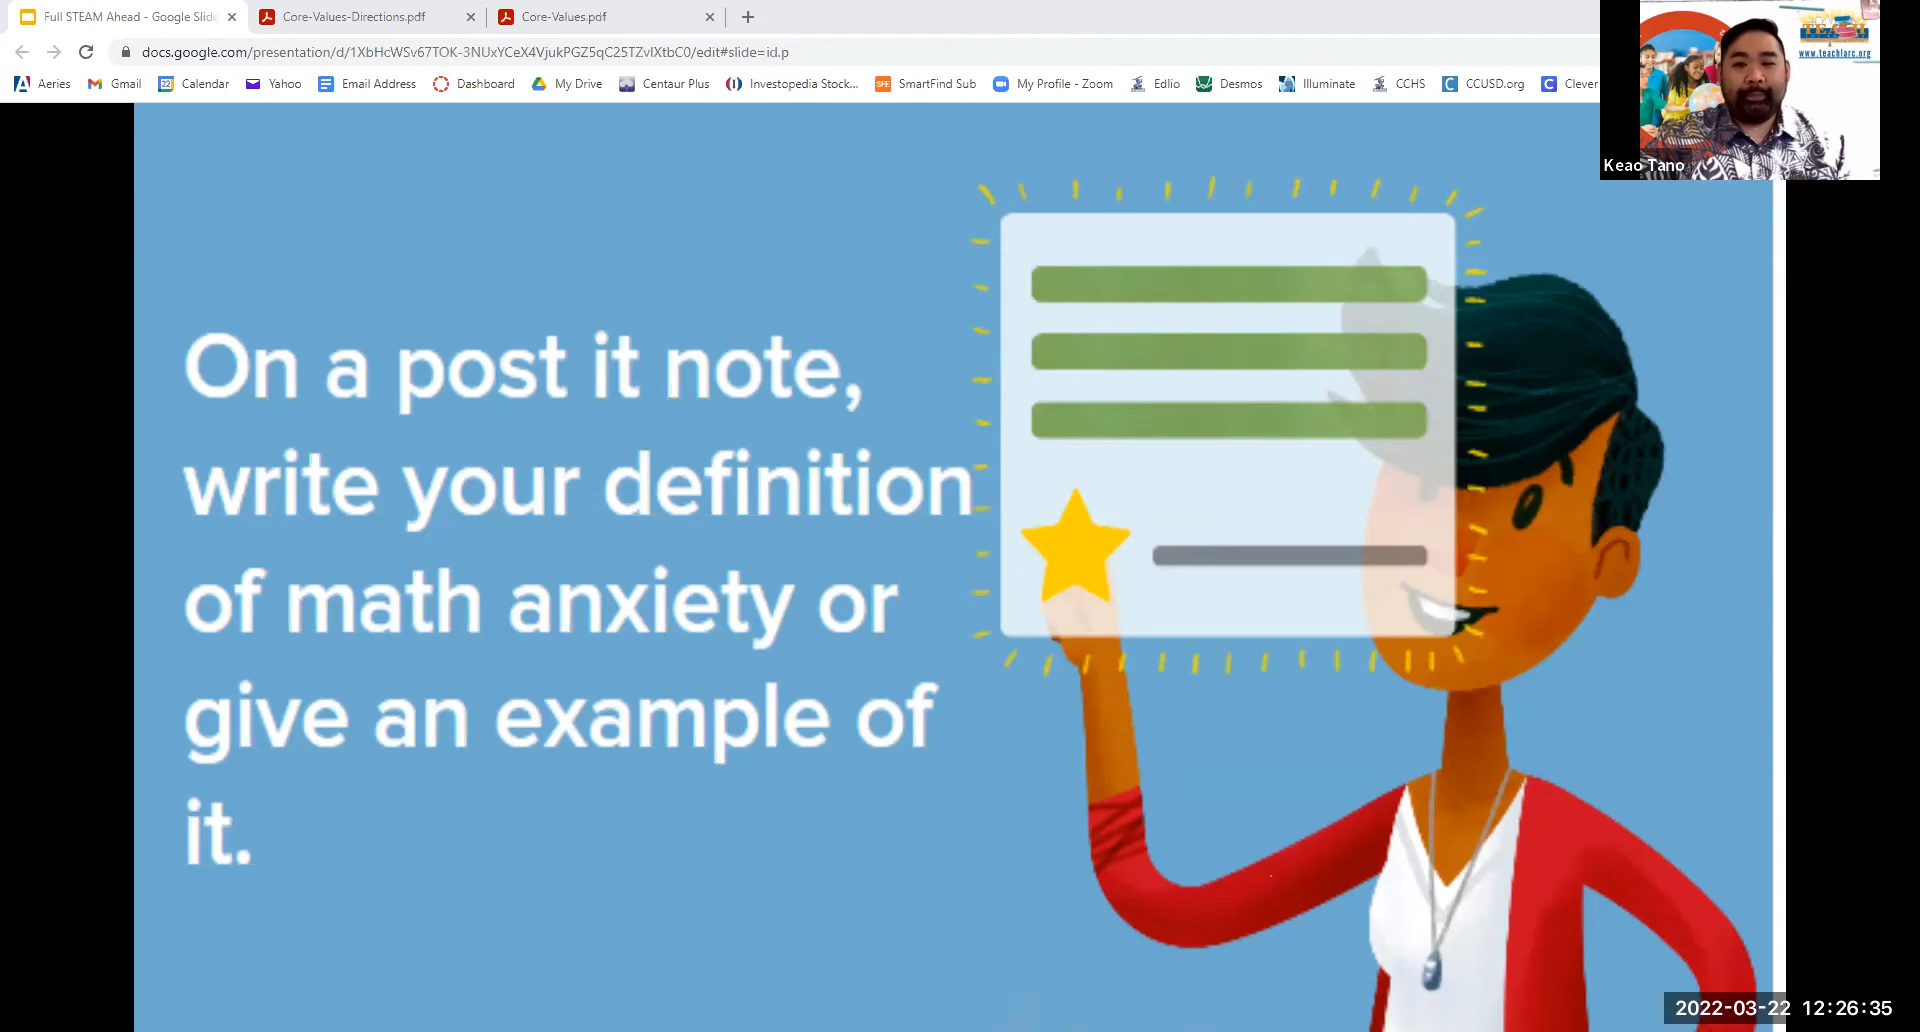 Full STEAM Ahead - Google Slide
Core-Values-Directions.pdf
Core-Values.pdf
docs.google.com/presentation/d/1XbHcWSv67TOK-3NUxYCeX4VjukPGZ5qC25TZvlXtbC0/edit#slide=id.p
Aeries Gmail Calendar Yahoo Email Address Dashboard My Drive Centaur Plus Investopedia Stock... SmartFind Sub My Profile - Zoom Edlio Desmos Illuminate CCHS CCUSD.org Clever
www.teachlarc.org
Keao Tano
On a post it note,
write your definition
of math anxiety or
give an example of
it.
2022-03-22 12:26:35